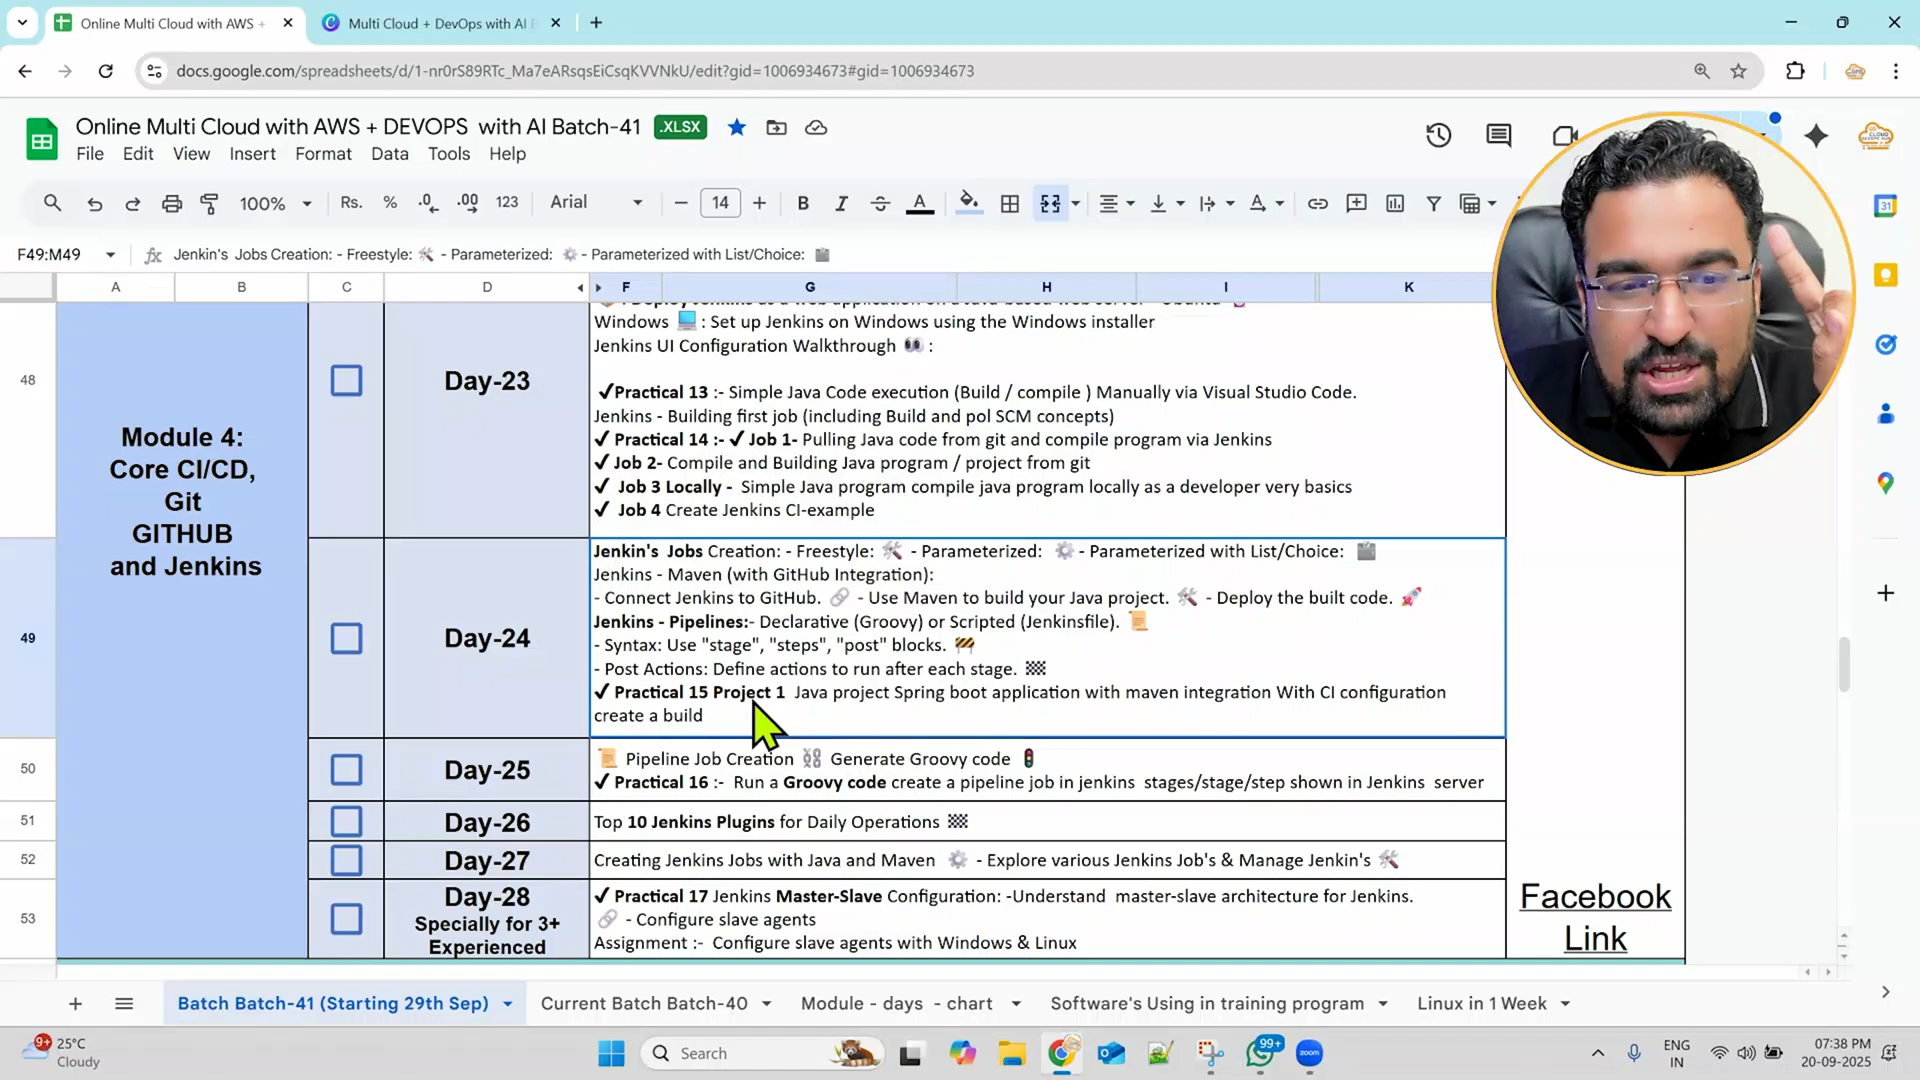 Online Multi Cloud with AWS +
Multi Cloud + DevOps with AI
docs.google.com/spreadsheets/d/1-nr0rS89RTc_Ma7eARsqsEiCsqKVVNkU/edit?gid=1006934673#gid=1006934673
Online Multi Cloud with AWS + DEVOPS with AI Batch-41 .XLSX
File Edit View Insert Format Data Tools Help
100% Rs. % .0 .00 123 Arial 14 B I A
F49:M49 fx Jenkin's Jobs Creation: - Freestyle: 🛠 - Parameterized: ⚙ - Parameterized with List/Choice: 📋
A B C D F G H I K
Windows 💻 : Set up Jenkins on Windows using the Windows installer
Jenkins UI Configuration Walkthrough 👀 :
48
Day-23
✔Practical 13 :- Simple Java Code execution (Build / compile ) Manually via Visual Studio Code.
Jenkins - Building first job (including Build and pol SCM concepts)
✔ Practical 14 :- ✔ Job 1- Pulling Java code from git and compile program via Jenkins
✔ Job 2- Compile and Building Java program / project from git
✔ Job 3 Locally - Simple Java program compile java program locally as a developer very basics
✔ Job 4 Create Jenkins CI-example
Module 4:
Core CI/CD,
Git
GITHUB
and Jenkins
49
Day-24
Jenkin's Jobs Creation: - Freestyle: 🛠 - Parameterized: ⚙ - Parameterized with List/Choice: 📋
Jenkins - Maven (with GitHub Integration):
- Connect Jenkins to GitHub. 🔗 - Use Maven to build your Java project. 🛠 - Deploy the built code. 🚀
Jenkins - Pipelines:- Declarative (Groovy) or Scripted (Jenkinsfile). 📜
- Syntax: Use "stage", "steps", "post" blocks. 🚧
- Post Actions: Define actions to run after each stage. 🏁
✔ Practical 15 Project 1 Java project Spring boot application with maven integration With CI configuration
create a build
50
Day-25
📜 Pipeline Job Creation ⛓ Generate Groovy code 🚦
✔ Practical 16 :- Run a Groovy code create a pipeline job in jenkins stages/stage/step shown in Jenkins server
51
Day-26
Top 10 Jenkins Plugins for Daily Operations 🏁
52
Day-27
Creating Jenkins Jobs with Java and Maven ⚙ - Explore various Jenkins Job's & Manage Jenkin's 🛠
53
Day-28
Specially for 3+
Experienced
✔ Practical 17 Jenkins Master-Slave Configuration: -Understand master-slave architecture for Jenkins.
🔗 - Configure slave agents
Assignment :- Configure slave agents with Windows & Linux
Facebook
Link
Batch Batch-41 (Starting 29th Sep) Current Batch Batch-40 Module - days - chart Software's Using in training program Linux in 1 Week
9+
25°C
Cloudy
Search
99+
zoom
ENG
IN
07:38 PM
20-09-2025
31